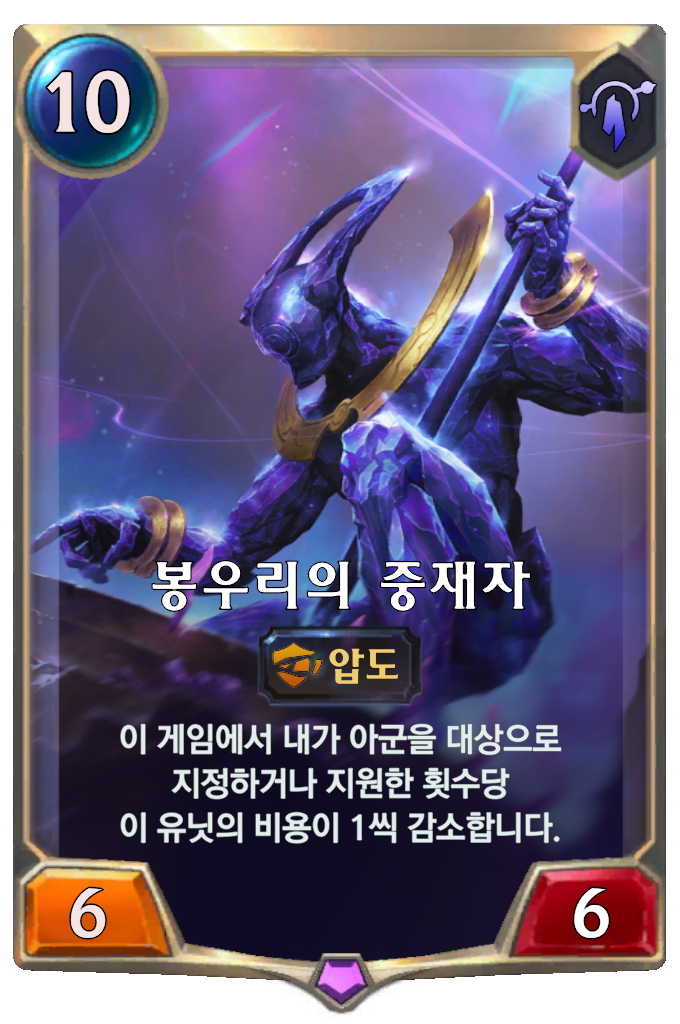 10
봉우리의 중재자
압도
이 게임에서 내가 아군을 대상으로
지정하거나 지원한 횟수당
이 유닛의 비용이 1씩 감소합니다.
6
6